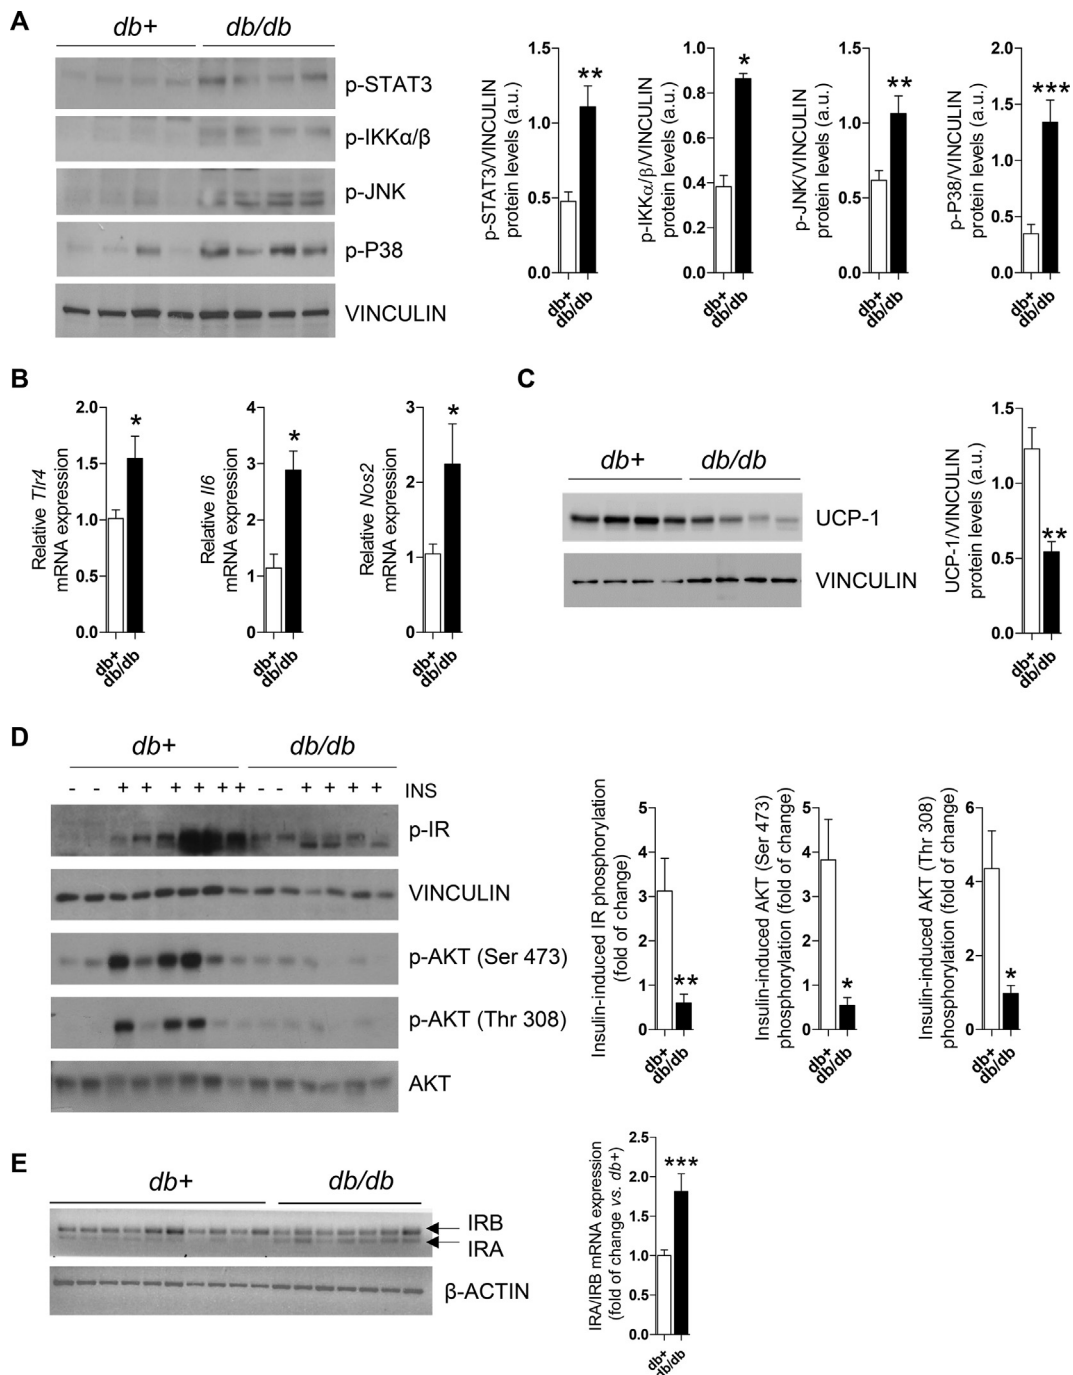 A
db+ db/db
p-STAT3
p-IKKα/β
p-JNK
p-P38
VINCULIN
p-STAT3/VINCULIN
protein levels (a.u.)
1.5
1.0
0.5
0.0
**
db+
db/db
p-IKKα/β/VINCULIN
protein levels (a.u.)
1.0
0.8
0.6
0.4
0.2
0
*
db+
db/db
p-JNK/VINCULIN
protein levels (a.u.)
1.5
1.0
0.5
0.0
**
db+
db/db
p-P38/VINCULIN
protein levels (a.u.)
2.0
1.5
1.0
0.5
0.0
***
db+
db/db
B
Relative Tlr4
mRNA expression
2.0
1.5
1.0
0.5
0.0
*
db+
db/db
Relative Il6
mRNA expression
4
3
2
1
0
*
db+
db/db
Relative Nos2
mRNA expression
3
2
1
0
*
db+
db/db
C
db+ db/db
UCP-1
VINCULIN
UCP-1/VINCULIN
protein levels (a.u.)
1.5
1.0
0.5
0.0
**
db+
db/db
D
db+ db/db
- - + + + + + + - - + + + + INS
p-IR
VINCULIN
p-AKT (Ser 473)
p-AKT (Thr 308)
AKT
Insulin-induced IR phosphorylation
(fold of change)
5
4
3
2
1
0
**
db+
db/db
Insulin-induced AKT (Ser 473)
phosphorylation (fold of change)
5
4
3
2
1
0
*
db+
db/db
Insulin-induced AKT (Thr 308)
phosphorylation (fold of change)
6
4
2
0
*
db+
db/db
E
db+ db/db
IRB
IRA
β-ACTIN
IRA/IRB mRNA expression
(fold of change vs. db+)
2.5
2.0
1.5
1.0
0.5
0.0
***
db+
db/db